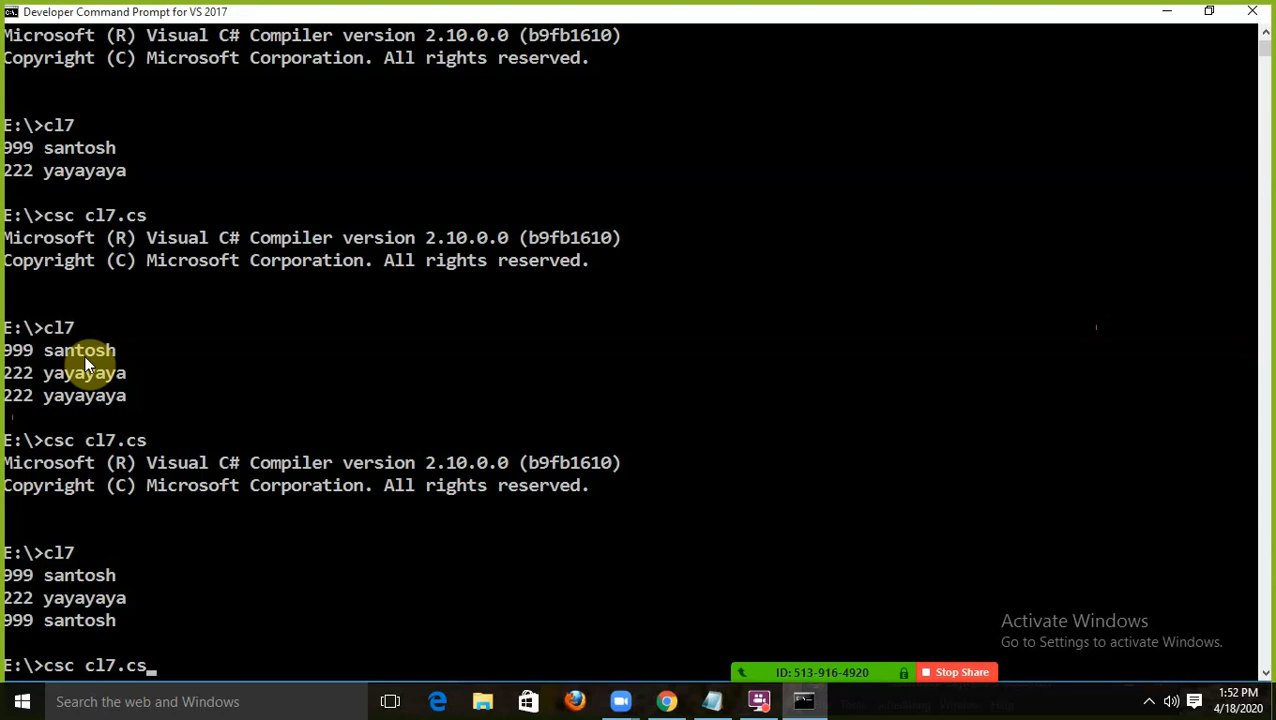 Developer Command Prompt for VS 2017
Microsoft (R) Visual C# Compiler version 2.10.0.0 (b9fb1610)
Copyright (C) Microsoft Corporation. All rights reserved.
E:\>cl7
999 santosh
222 yayayaya
E:\>csc cl7.cs
Microsoft (R) Visual C# Compiler version 2.10.0.0 (b9fb1610)
Copyright (C) Microsoft Corporation. All rights reserved.
E:\>cl7
999 santosh
222 yayayaya
222 yayayaya
E:\>csc cl7.cs
Microsoft (R) Visual C# Compiler version 2.10.0.0 (b9fb1610)
Copyright (C) Microsoft Corporation. All rights reserved.
E:\>cl7
999 santosh
222 yayayaya
999 santosh
E:\>csc cl7.cs
Activate Windows
Go to Settings to activate Windows.
ID: 513-916-4920
Stop Share
Search the web and Windows
1:52 PM
4/18/2020